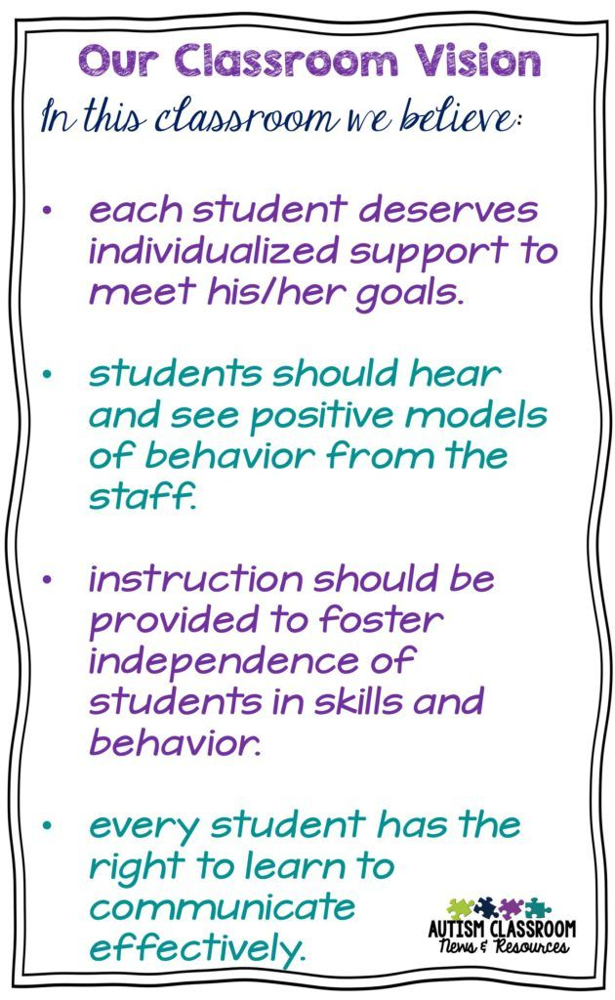 Our Classroom Vision
In this classroom we believe:
• each student deserves
individualized support to
meet his/her goals.
• students should hear
and see positive models
of behavior from the
staff.
• instruction should be
provided to foster
independence of
students in skills and
behavior.
• every student has the
right to learn to
communicate
effectively.
AUTISM CLASSROOM
News & Resources